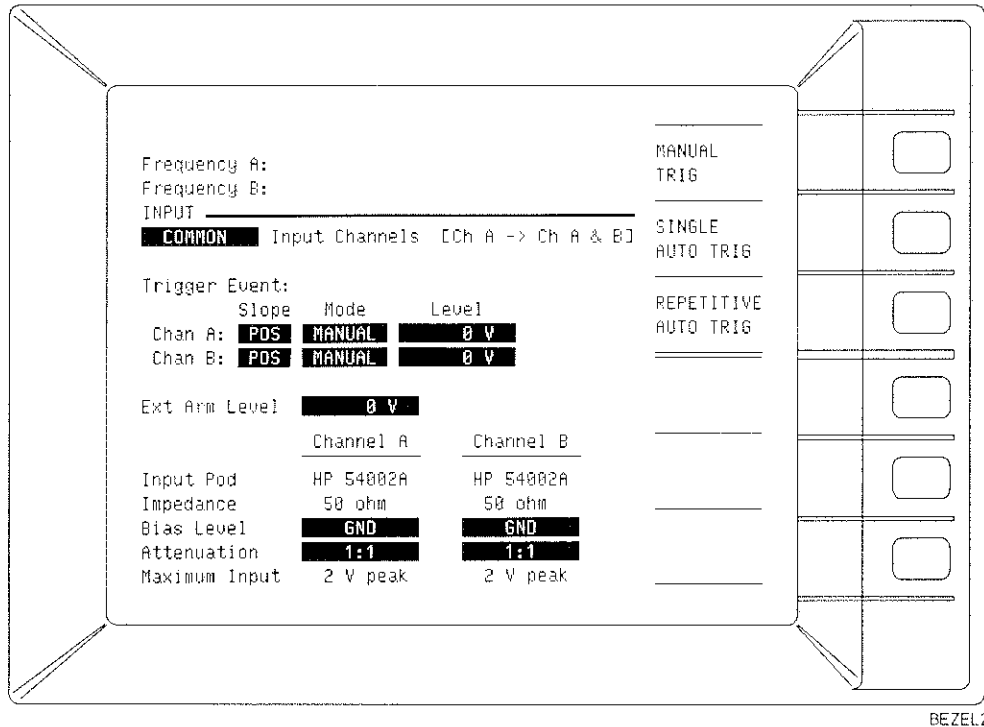 Frequency A:
Frequency B:
INPUT
COMMON Input Channels [Ch A -> Ch A & B]
Trigger Event:
Slope Mode Level
Chan A: POS MANUAL 0 V
Chan B: POS MANUAL 0 V
Ext Arm Level 0 V
Channel A Channel B
Input Pod HP 54002A HP 54002A
Impedance 50 ohm 50 ohm
Bias Level GND GND
Attenuation 1:1 1:1
Maximum Input 2 V peak 2 V peak
MANUAL
TRIG
SINGLE
AUTO TRIG
REPETITIVE
AUTO TRIG
BEZEL2